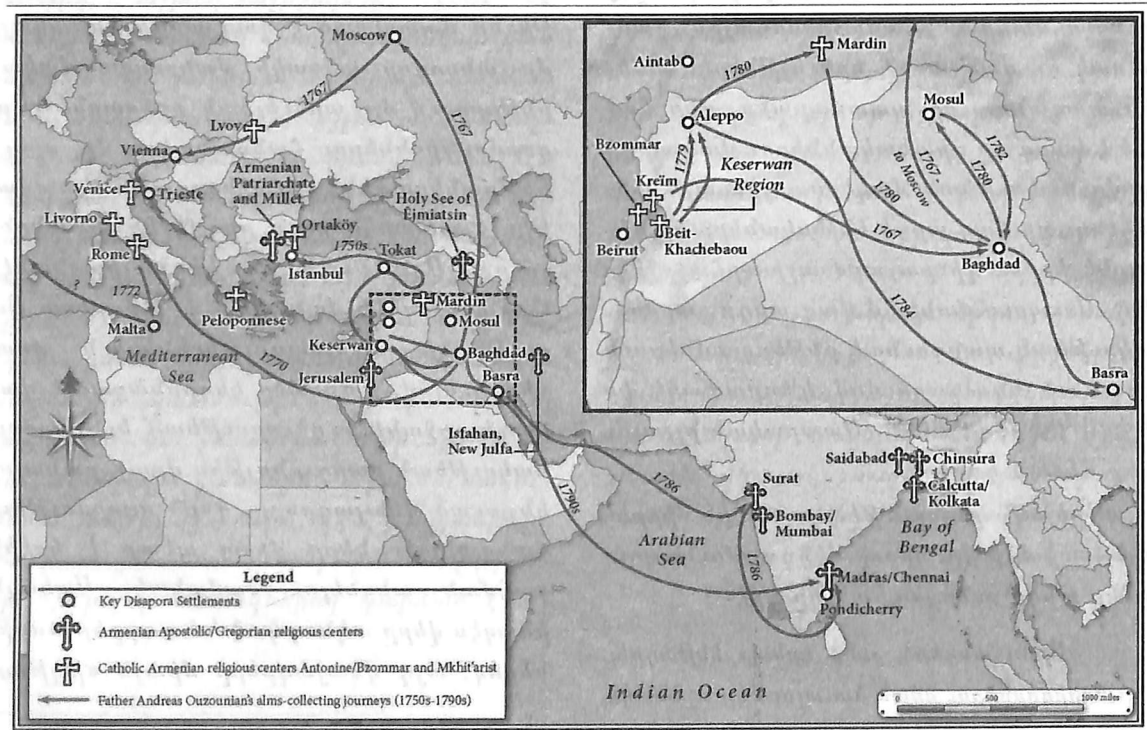 Moscow
1767
Lvov
Vienna
Venice
Trieste
Livorno
Rome
Armenian
Patriarchate
and Millet
Ortaköy
Istanbul
1750s
Tokat
Holy See of
Ējmiatsin
1767
?
1772
Malta
Peloponnese
Mediterranean
Sea
1770
Mardin
Mosul
Keserwan
Baghdad
Jerusalem
Basra
Isfahan,
New Julfa
1790s
1786
Arabian
Sea
Surat
Bombay/
Mumbai
1786
Saidabad
Chinsura
Calcutta/
Kolkata
Bay of
Bengal
Madras/Chennai
Pondicherry
Indian Ocean
0 500 1000 miles
Aintab
1780
Mardin
Mosul
Aleppo
1782
Bzommar
1779
Keserwan
Region
1767-
to Moscow
1780
1780
Kreïm
Beit-
Khachebaou
Beirut
1767
Baghdad
1784
Basra
Legend
Key Disapora Settlements
Armenian Apostolic/Gregorian religious centers
Catholic Armenian religious centers Antonine/Bzommar and Mkhit'arist
Father Andreas Ouzounian's alms-collecting journeys (1750s-1790s)